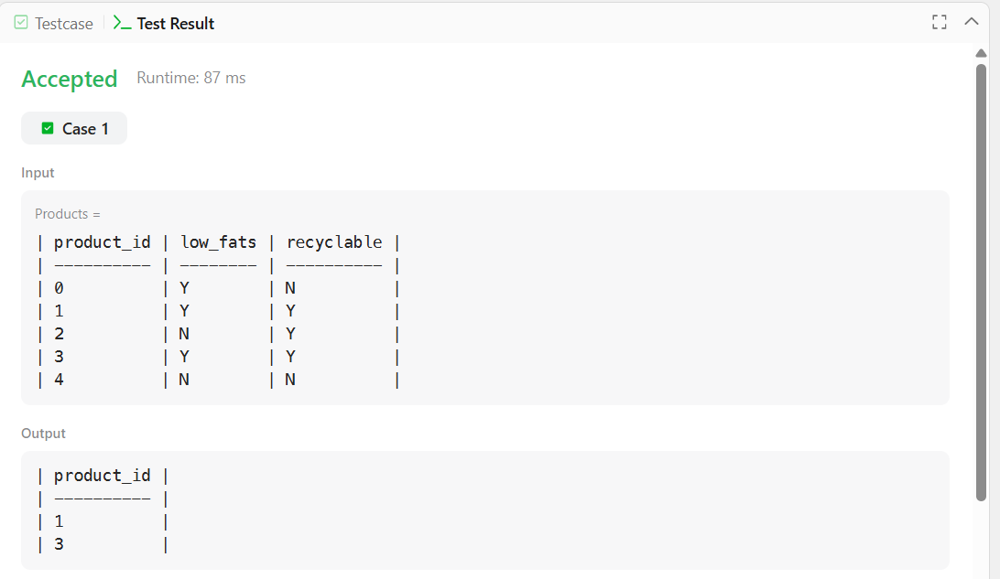 Testcase | >_ Test Result
Accepted Runtime: 87 ms
Case 1
Input
Products =
| product_id | low_fats | recyclable |
| ---------- | -------- | ---------- |
| 0          | Y        | N          |
| 1          | Y        | Y          |
| 2          | N        | Y          |
| 3          | Y        | Y          |
| 4          | N        | N          |
Output
| product_id |
| ---------- |
| 1          |
| 3          |